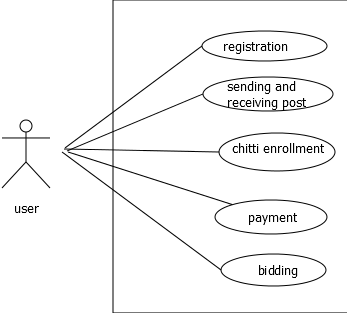 registration
sending and
receiving post
chitti enrollment
user
payment
bidding